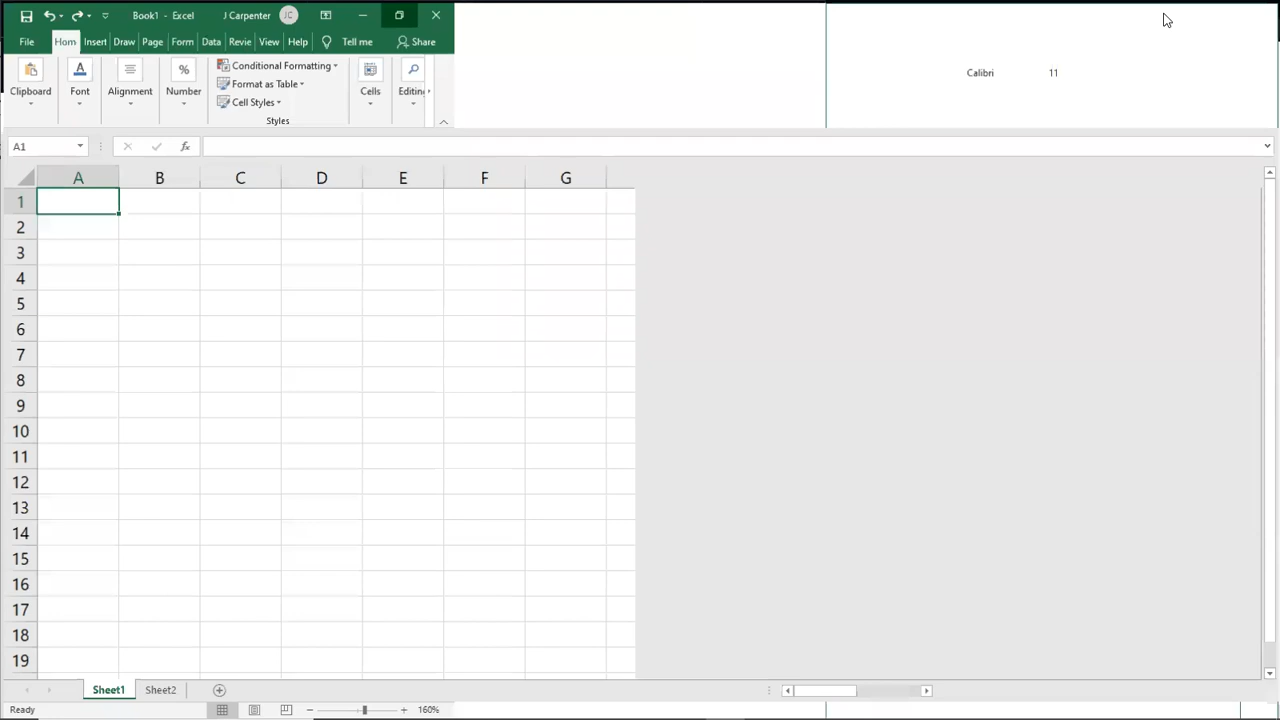 Book1 - Excel J Carpenter JC
File Hom Insert Draw Page Form Data Revie View Help Tell me Share
Calibri 11
Clipboard Font Alignment Number Conditional Formatting Cells Editing
Format as Table
Cell Styles
Styles
A1 fx
A B C D E F G
1
2
3
4
5
6
7
8
9
10
11
12
13
14
15
16
17
18
19
Sheet1 Sheet2
Ready 160%